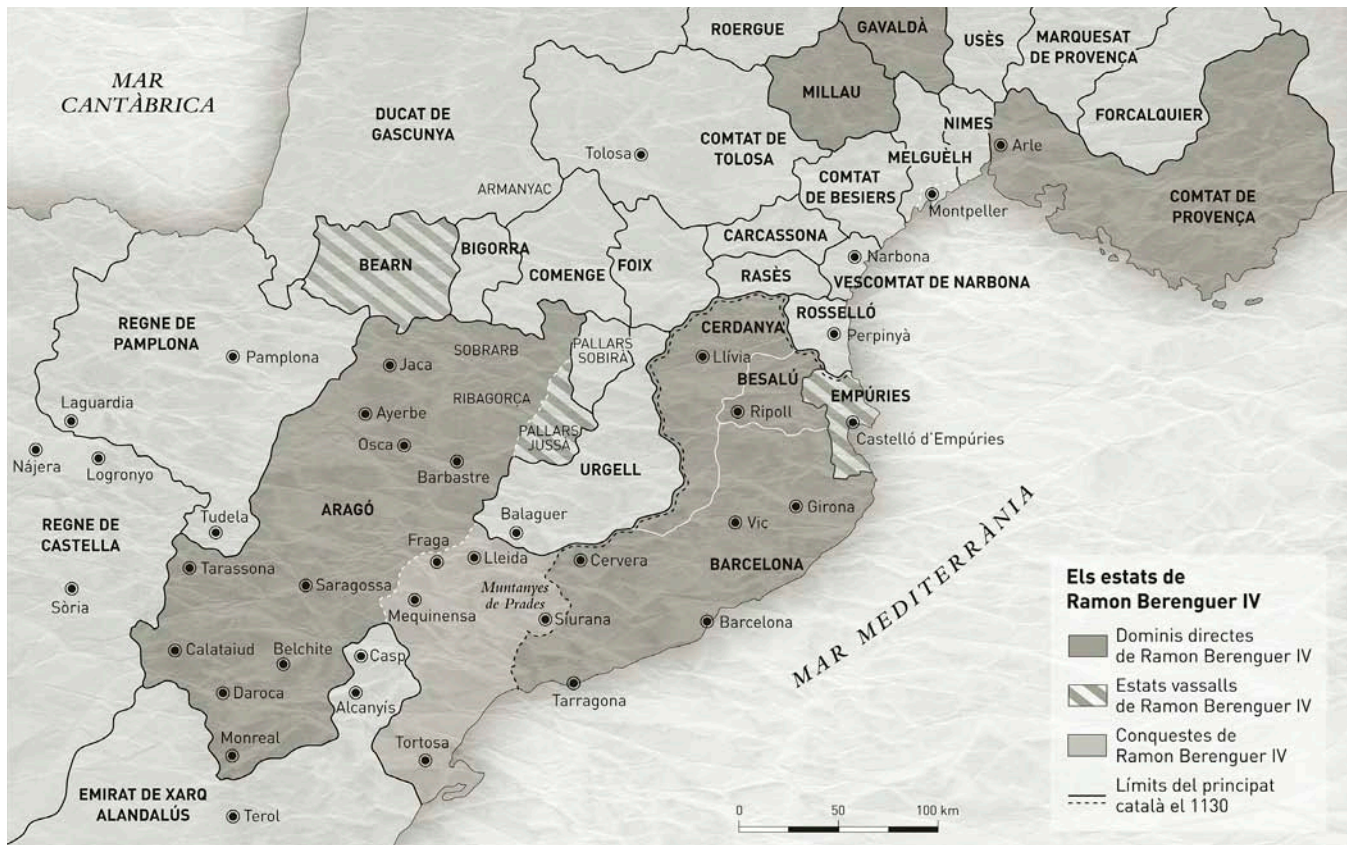 ROERGUE
GAVALDÀ
USÈS
MARQUESAT
DE PROVENÇA
MAR
CANTÀBRICA
MILLAU
DUCAT DE
GASCUNYA
FORCALQUIER
NIMES
COMTAT DE
TOLOSA
Arle
Tolosa
MELGUÈLH
COMTAT
DE BESIERS
ARMANYAC
COMTAT DE
PROVENÇA
Montpeller
CARCASSONA
BIGORRA
BEARN
COMENGE
FOIX
Narbona
RASÈS
VESCOMTAT DE NARBONA
ROSSELLÓ
REGNE DE
PAMPLONA
CERDANYA
Perpinyà
PALLARS
SOBIRÀ
SOBRARB
Pamplona
Jaca
Llívia
BESALÚ
EMPÚRIES
RIBAGORÇA
Laguardia
Ayerbe
Ripoll
PALLARS
JUSSÀ
Castelló d'Empúries
Osca
Nájera
Logronyo
Barbastre
URGELL
ARAGÓ
Girona
Balaguer
Vic
Tudela
REGNE DE
CASTELLA
Fraga
Lleida
Cervera
BARCELONA
Tarassona
Saragossa
Muntanyes
de Prades
Sòria
Mequinensa
Siurana
Barcelona
MAR MEDITERRÀNIA
Calataiud
Belchite
Casp
Daroca
Alcanyís
Tarragona
Monreal
Tortosa
EMIRAT DE XARQ
ALANDALÚS
Terol
Els estats de
Ramon Berenguer IV
Dominis directes
de Ramon Berenguer IV
Estats vassalls
de Ramon Berenguer IV
Conquestes de
Ramon Berenguer IV
Límits del principat
català el 1130
0 50 100 km